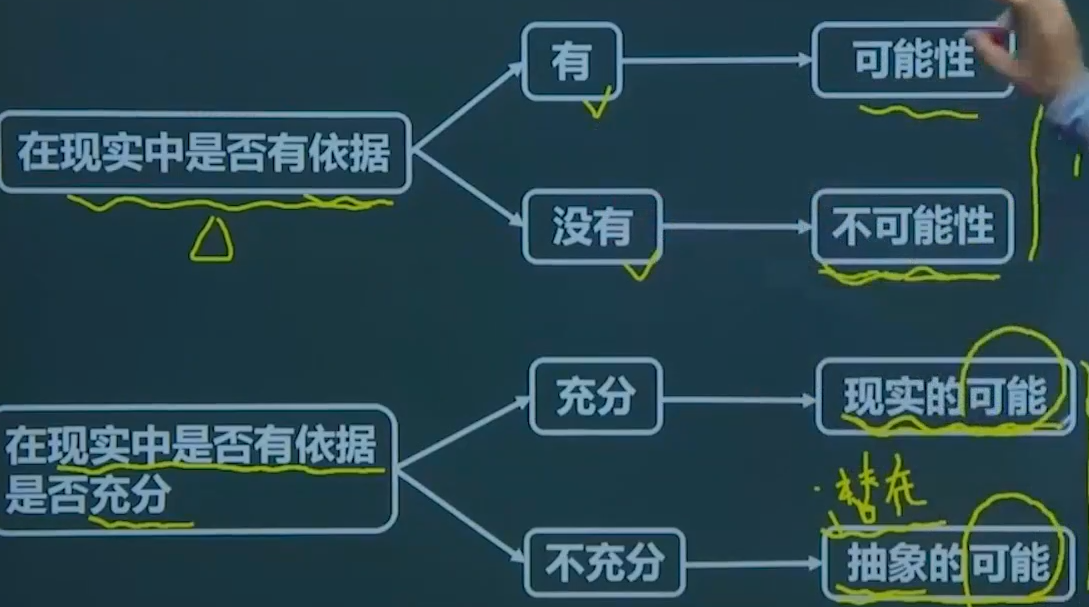 有
可能性
在现实中是否有依据
没有
不可能性
充分
现实的可能
在现实中是否有依据
是否充分
潜在
不充分
抽象的可能